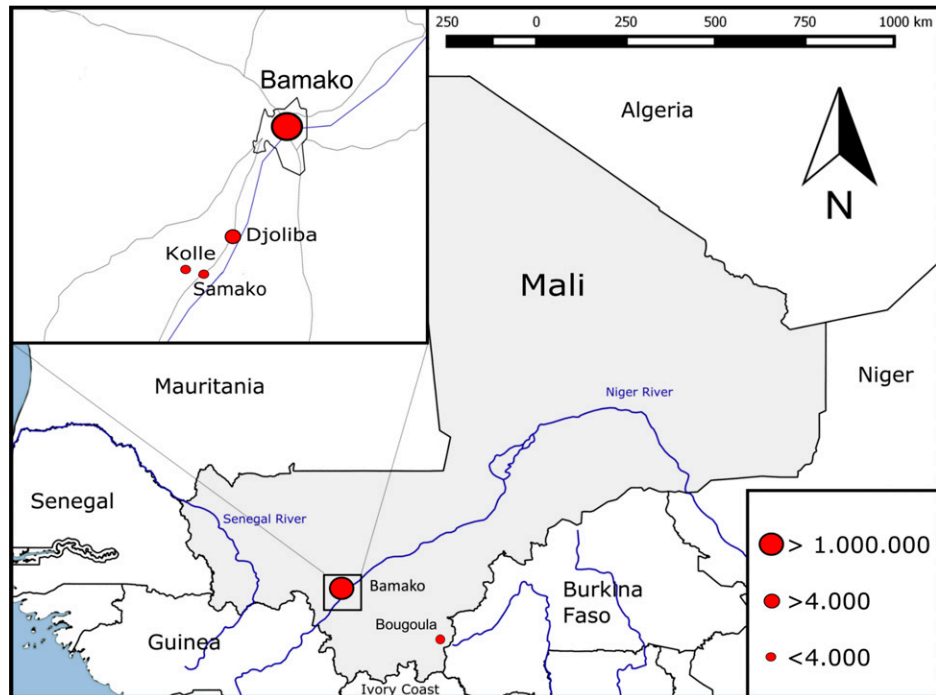 250 0 250 500 750 1000 km
Bamako
Algeria
N
Djoliba
Kolle
Samako
Mali
Mauritania
Niger
Niger River
Senegal
Senegal River
> 1.000.000
Bamako
Burkina
Faso
>4.000
Bougoula
Guinea
<4.000
Ivory Coast